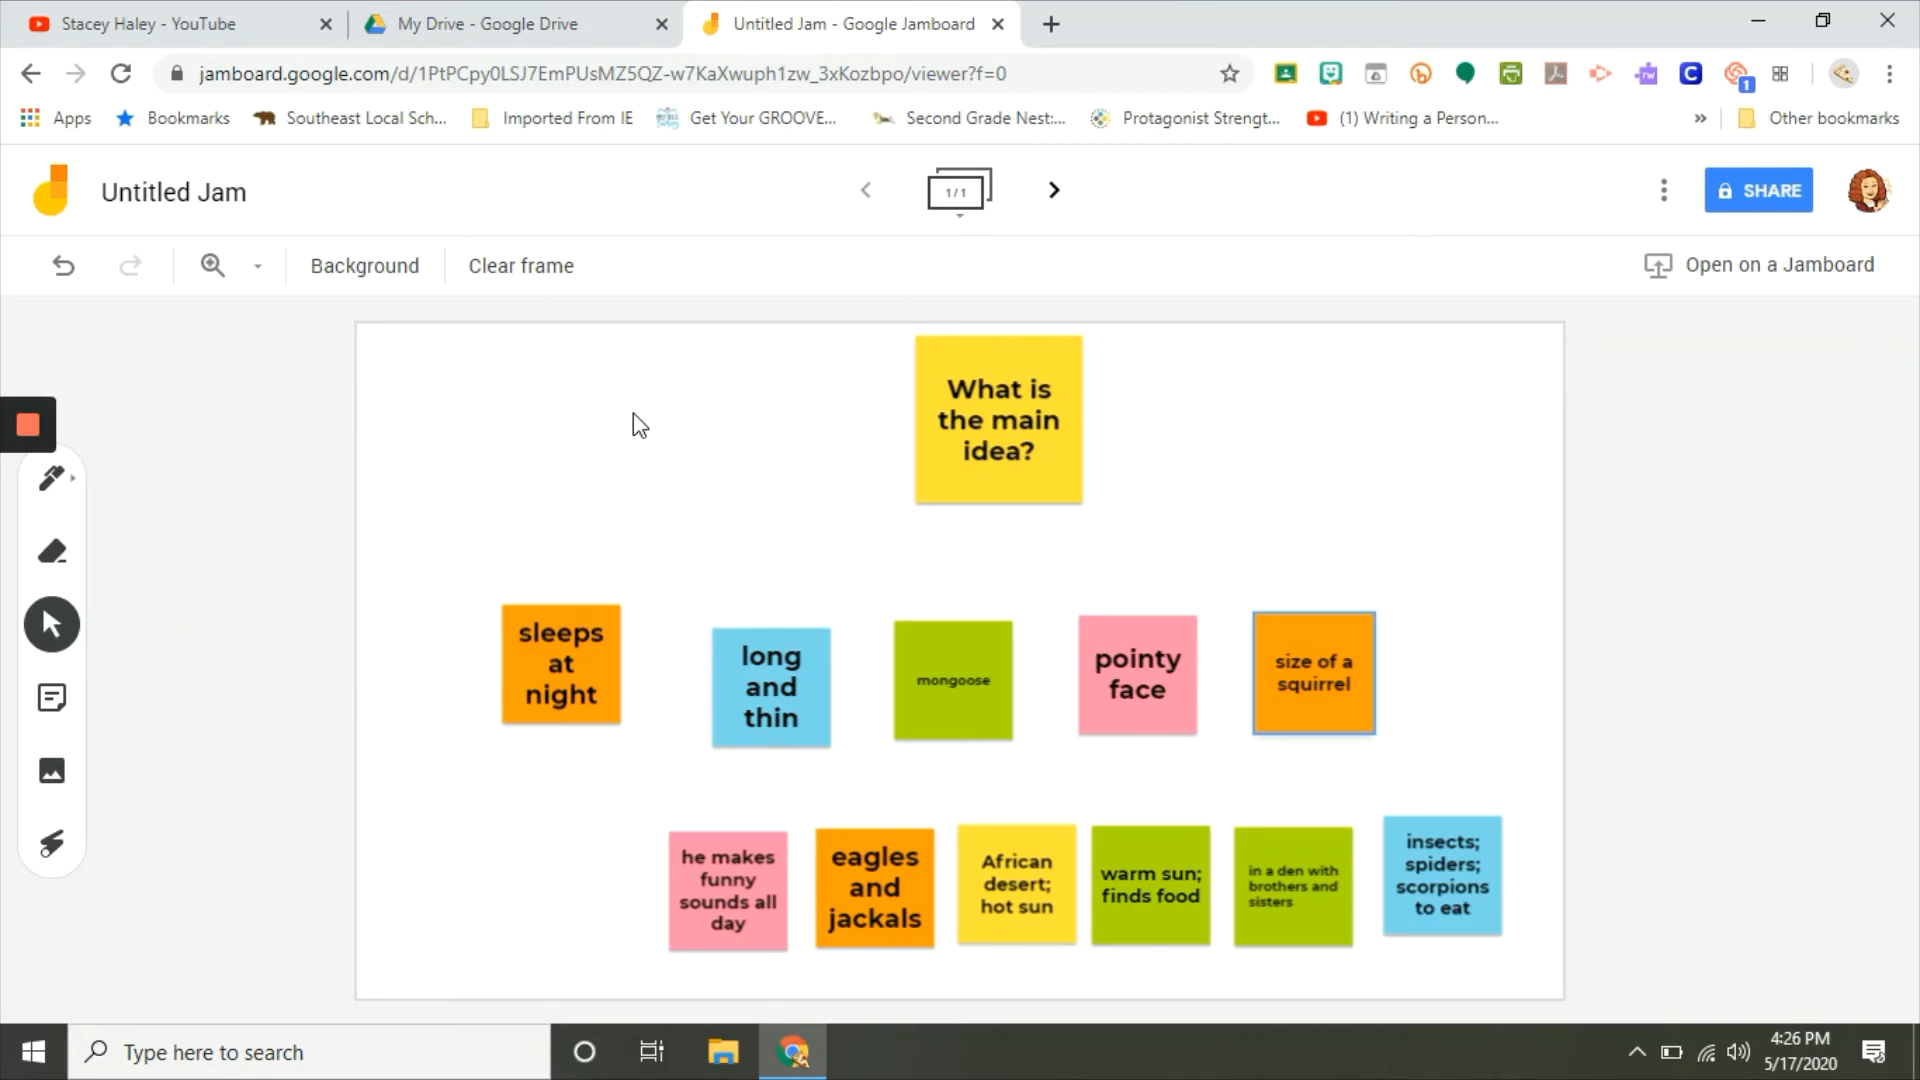 Stacey Haley - YouTube
My Drive - Google Drive
Untitled Jam - Google Jamboard
jamboard.google.com/d/1PtPCpy0LSJ7EmPUsMZ5QZ-w7KaXwuph1zw_3xKozbpo/viewer?f=0
rw
C
1
Apps
Bookmarks
Southeast Local Sch...
Imported From IE
Get Your GROOVE...
Second Grade Nest:...
Protagonist Strengt...
(1) Writing a Person...
»
Other bookmarks
Untitled Jam
1/1
SHARE
Background
Clear frame
Open on a Jamboard
What is
the main
idea?
sleeps
at
night
long
and
thin
mongoose
pointy
face
size of a
squirrel
he makes
funny
sounds all
day
eagles
and
jackals
African
desert;
hot sun
warm sun;
finds food
in a den with
brothers and
sisters
insects;
spiders;
scorpions
to eat
Type here to search
4:26 PM
5/17/2020